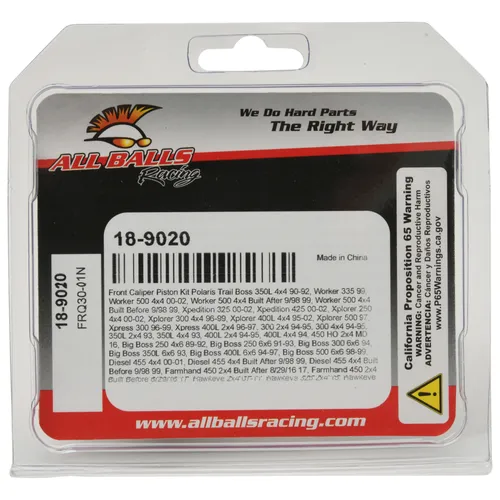 We Do Hard Parts
The Right Way
ALL BALLS
Racing
18-9020
Made in China
Front Caliper Piston Kit Polaris Trail Boss 350L 4x4 90-92, Worker 335 99,
Worker 500 4x4 00-02, Worker 500 4x4 Built After 9/98 99, Worker 500 4x4
Built Before 9/98 99, Xpedition 325 00-02, Xpedition 425 00-02, Xplorer 250
4x4 00-02, Xplorer 300 4x4 96-99, Xplorer 400L 4x4 95-02, Xplorer 500 97,
Xpress 300 96-99, Xpress 400L 2x4 96-97, 300 2x4 94-95, 300 4x4 94-95,
350L 2x4 93, 350L 4x4 93, 400L 2x4 94-95, 400L 4x4 94-95, 450 HO 2x4 MD
16, Big Boss 250 4x6 89-92, Big Boss 250 6x6 91-93, Big Boss 300 6x6 94,
Big Boss 350L 6x6 93, Big Boss 400L 6x6 94-97, Big Boss 500 6x6 98-99,
Diesel 455 4x4 00-01, Diesel 455 4x4 Built After 9/98 99, Diesel 455 4x4 Built
Before 9/98 99, Farmhand 450 2x4 Built After 8/29/16 17, Farmhand 450 2x4
18-9020
FRQ30-01N
California Proposition 65 Warning
WARNING: Cancer and Reproductive Harm
ADVERTENCIA: Cáncer y Daños Reproductivos
www.P65Warnings.ca.gov
www.allballsracing.com